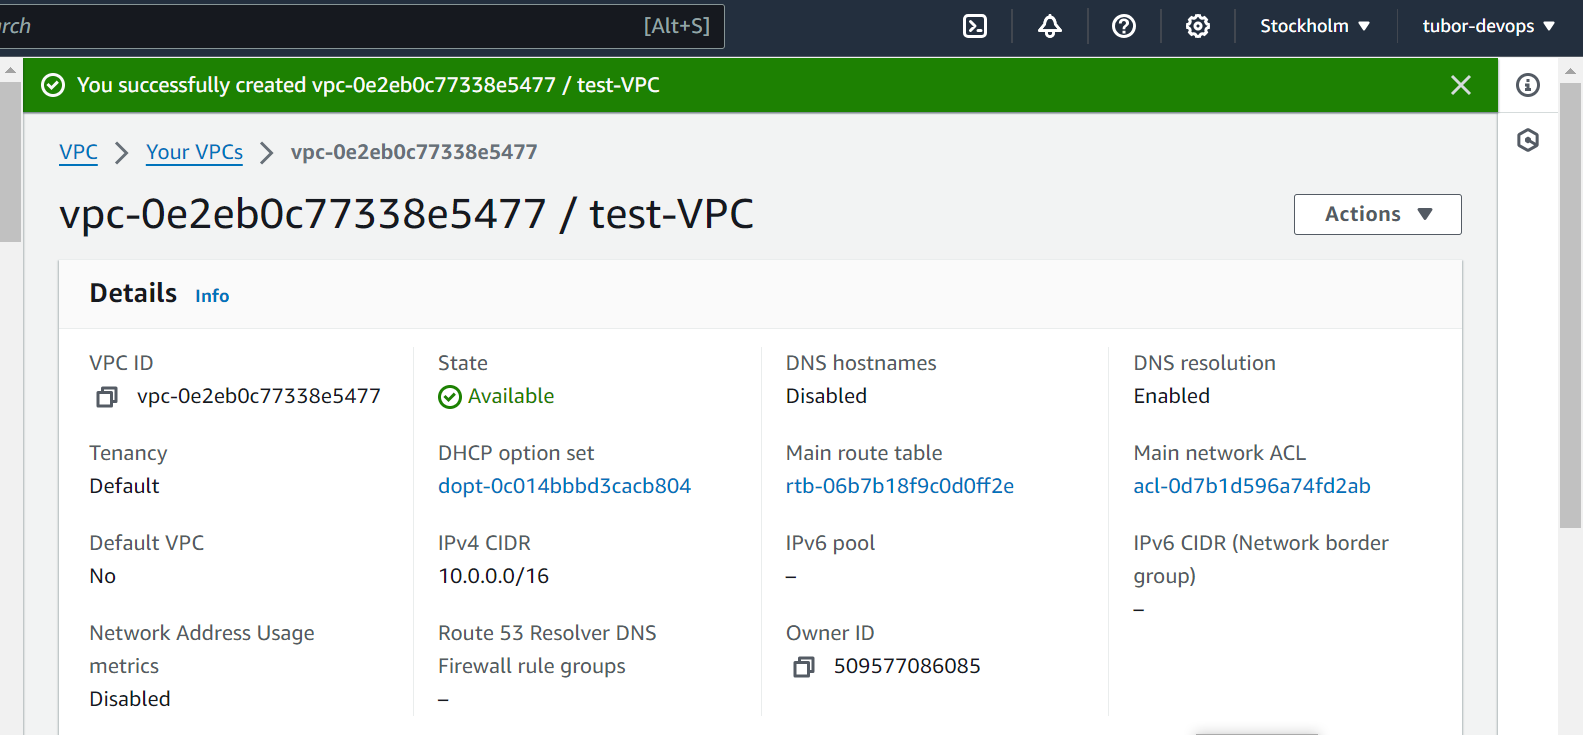 rch [Alt+S] Stockholm tubor-devops
You successfully created vpc-0e2eb0c77338e5477 / test-VPC
VPC Your VPCs vpc-0e2eb0c77338e5477
vpc-0e2eb0c77338e5477 / test-VPC
Actions
Details Info
VPC ID
vpc-0e2eb0c77338e5477
State
Available
DNS hostnames
Disabled
DNS resolution
Enabled
Tenancy
Default
DHCP option set
dopt-0c014bbbd3cacb804
Main route table
rtb-06b7b18f9c0d0ff2e
Main network ACL
acl-0d7b1d596a74fd2ab
Default VPC
No
IPv4 CIDR
10.0.0.0/16
IPv6 pool
–
IPv6 CIDR (Network border
group)
–
Network Address Usage
metrics
Disabled
Route 53 Resolver DNS
Firewall rule groups
–
Owner ID
509577086085